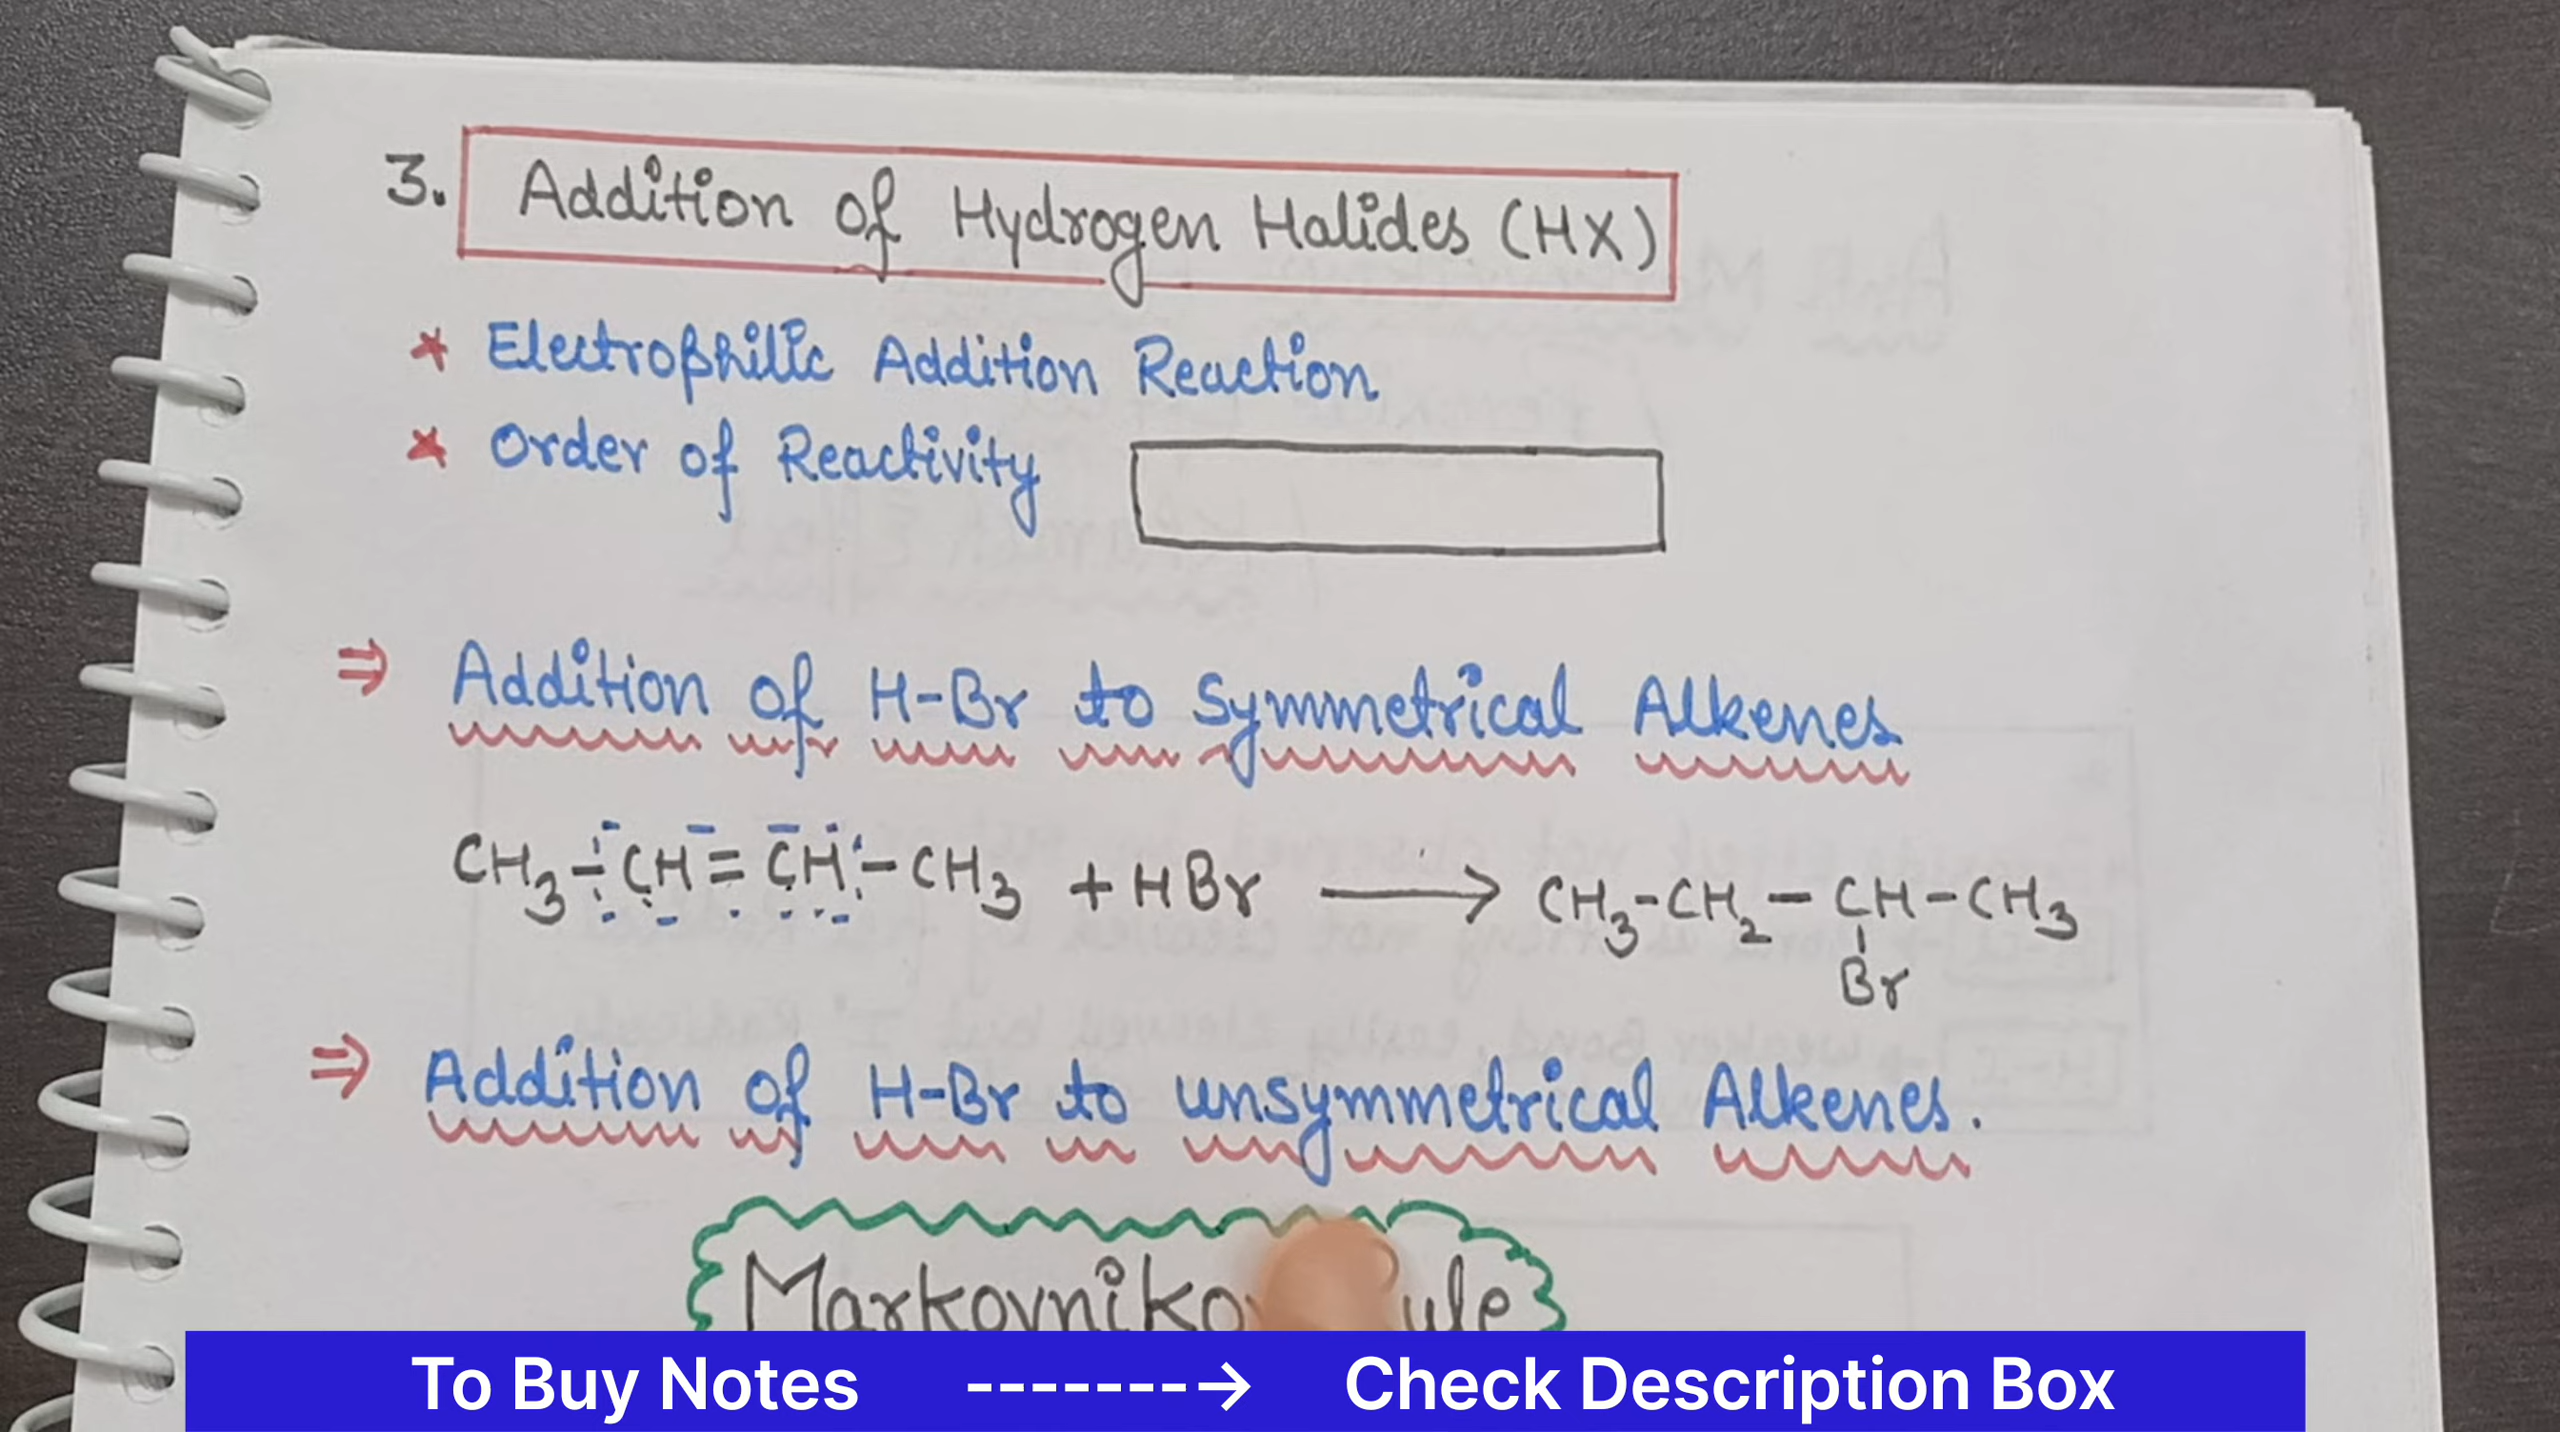 3. Addition of Hydrogen Halides (HX)
* Electrophilic Addition Reaction
* Order of Reactivity
⇒ Addition of H-Br to Symmetrical Alkenes
CH3-CH=CH-CH3 + HBr ⟶ CH3-CH2-CH-CH3
Br
⇒ Addition of H-Br to unsymmetrical Alkenes.
To Buy Notes -------→ Check Description Box